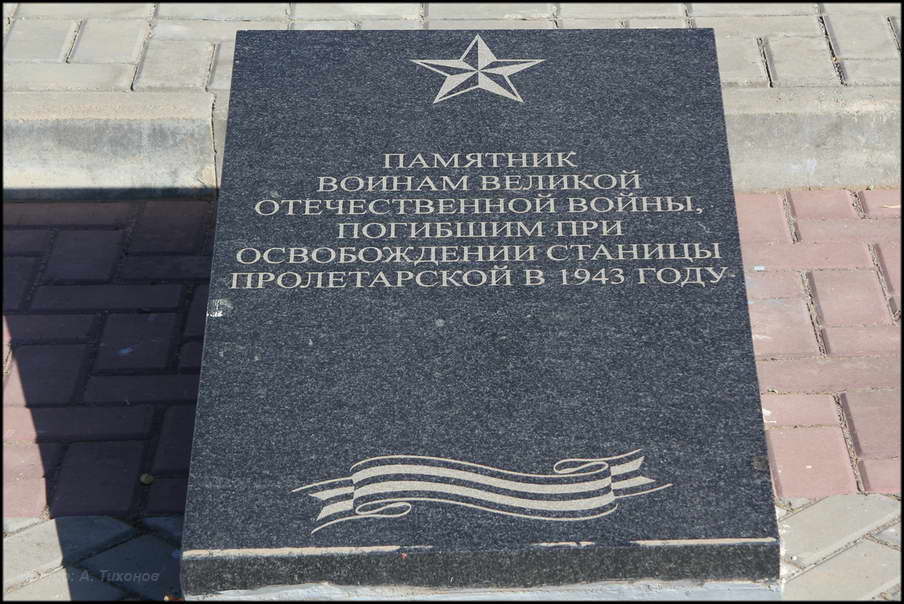 ПАМЯТНИК
ВОИНАМ ВЕЛИКОЙ
ОТЕЧЕСТВЕННОЙ ВОЙНЫ,
ПОГИБШИМ ПРИ
ОСВОБОЖДЕНИИ СТАНИЦЫ
ПРОЛЕТАРСКОЙ В 1943 ГОДУ
А. Тихонов